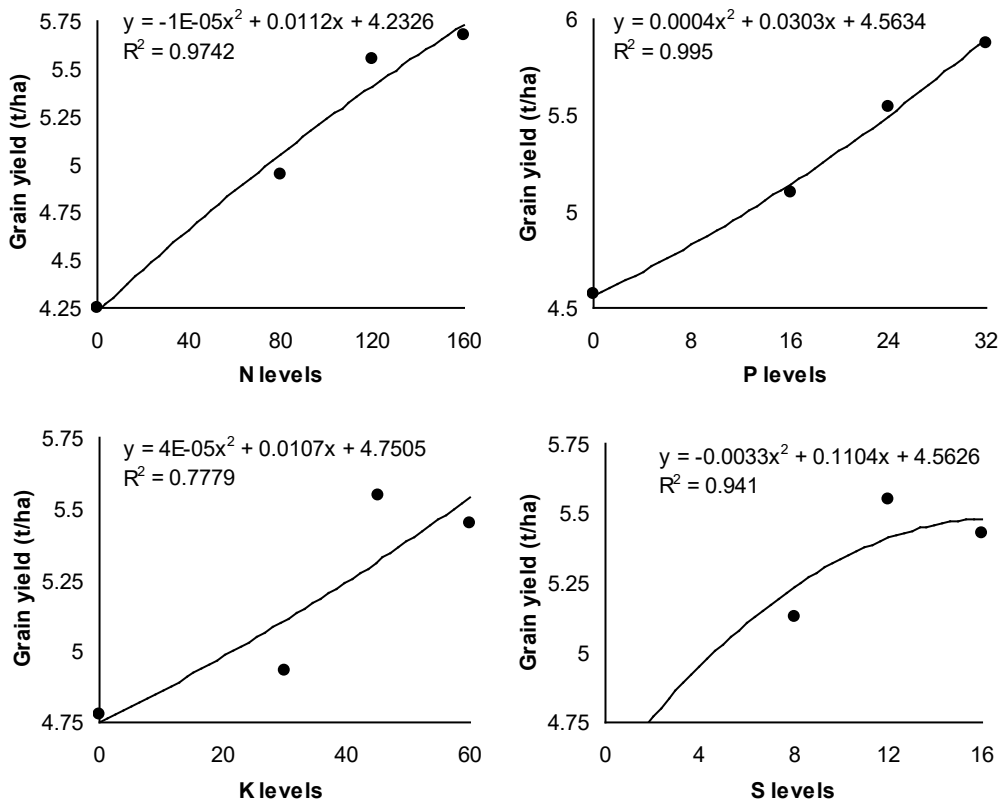 y = -1E-05x² + 0.0112x + 4.2326
R² = 0.9742
5.75
5.5
5.25
5
4.75
4.5
4.25
Grain yield (t/ha)
0 40 80 120 160
N levels
y = 0.0004x² + 0.0303x + 4.5634
R² = 0.995
6
5.5
5
4.5
Grain yield (t/ha)
0 8 16 24 32
P levels
y = 4E-05x² + 0.0107x + 4.7505
R² = 0.7779
5.75
5.5
5.25
5
4.75
Grain yield (t/ha)
0 20 40 60
K levels
y = -0.0033x² + 0.1104x + 4.5626
R² = 0.941
5.75
5.5
5.25
5
4.75
Grain yield (t/ha)
0 4 8 12 16
S levels